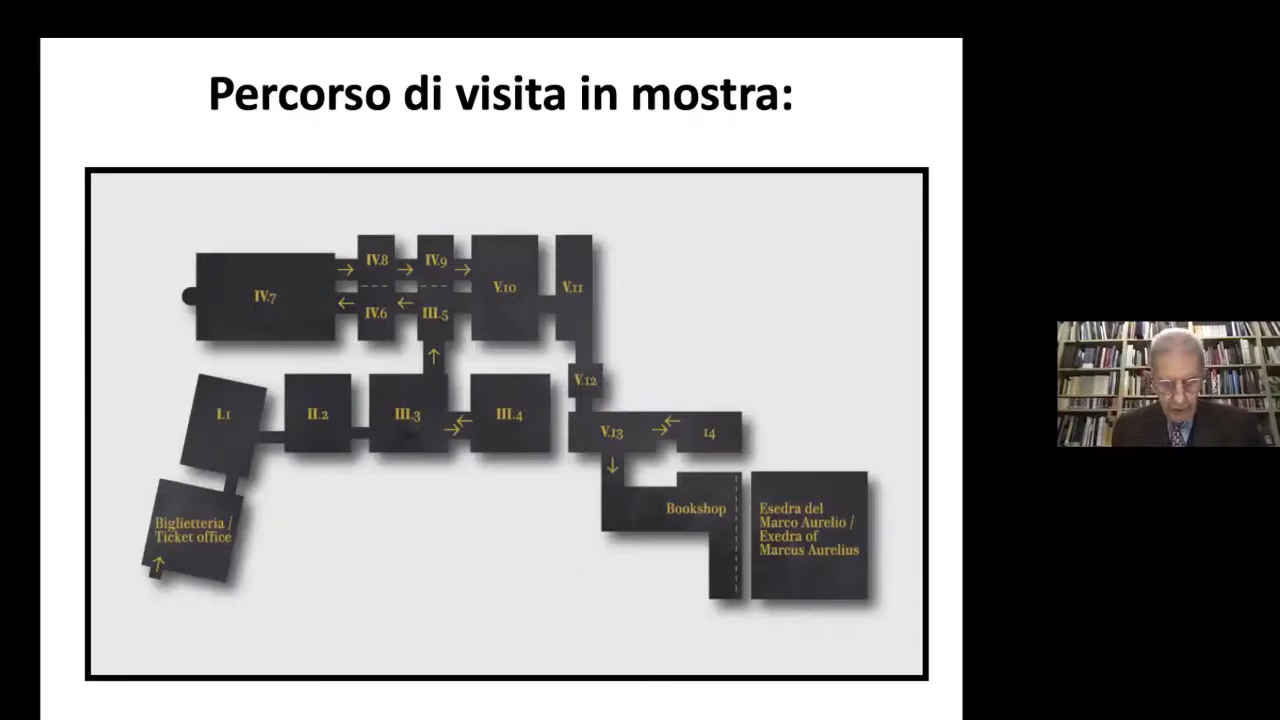 Percorso di visita in mostra:
IV.8
IV.9
IV.7
V.10
V.11
IV.6
III.5
V.12
I.1
II.2
III.3
III.4
V.13
14
Biglietteria /
Ticket office
Bookshop
Esedra del
Marco Aurelio /
Exedra of
Marcus Aurelius